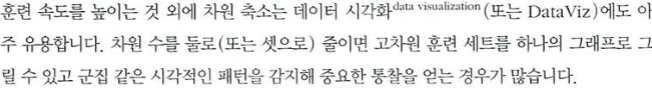 훈련 속도를 높이는 것 외에 차원 축소는 데이터 시각화data visualization(또는 DataViz)에도 아
주 유용합니다. 차원 수를 둘로(또는 셋으로) 줄이면 고차원 훈련 세트를 하나의 그래프로 그
릴 수 있고 군집 같은 시각적인 패턴을 감지해 중요한 통찰을 얻는 경우가 많습니다.